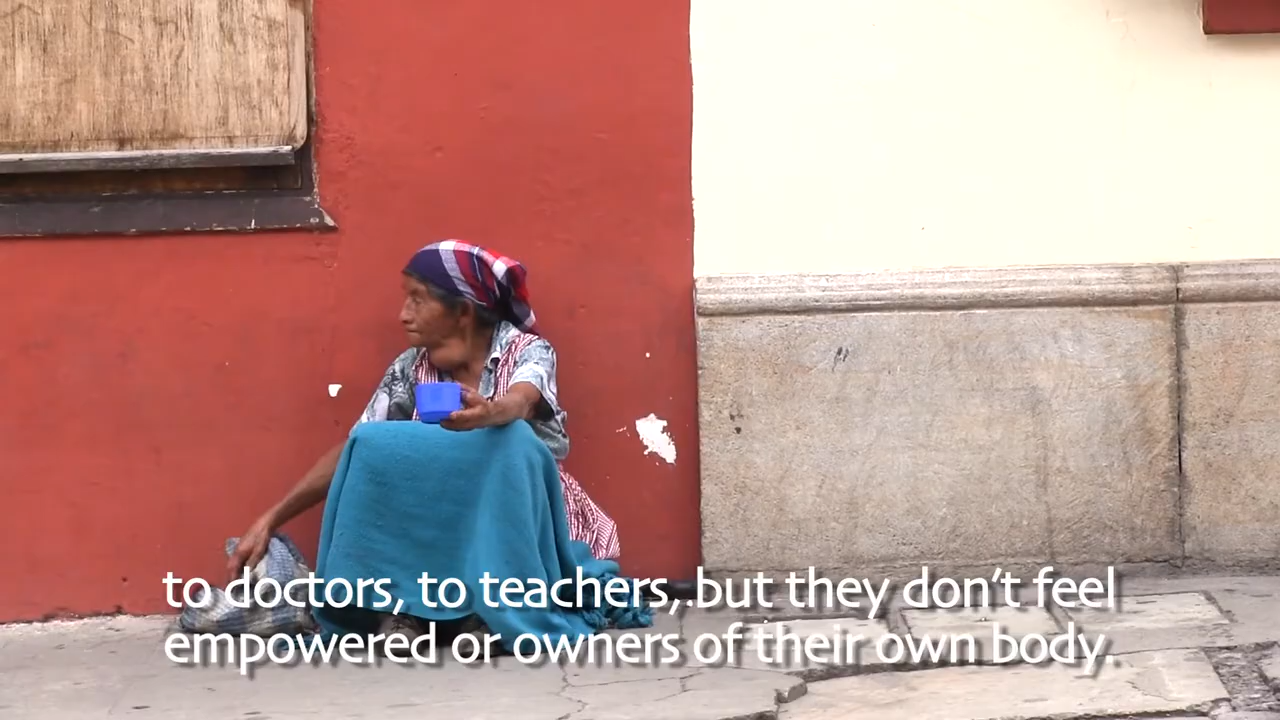 to doctors, to teachers, but they don't feel
empowered or owners of their own body.